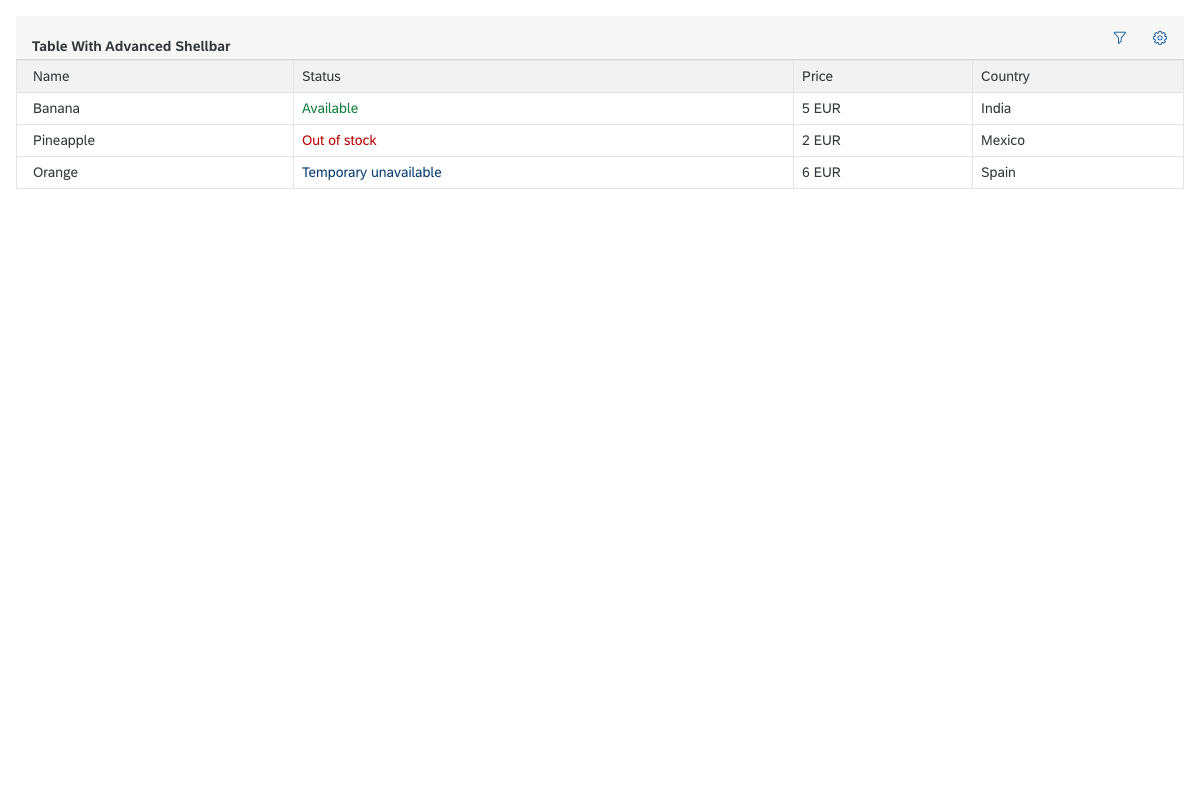 Table With Advanced Shellbar
Name Status Price Country
Banana Available 5 EUR India
Pineapple Out of stock 2 EUR Mexico
Orange Temporary unavailable 6 EUR Spain